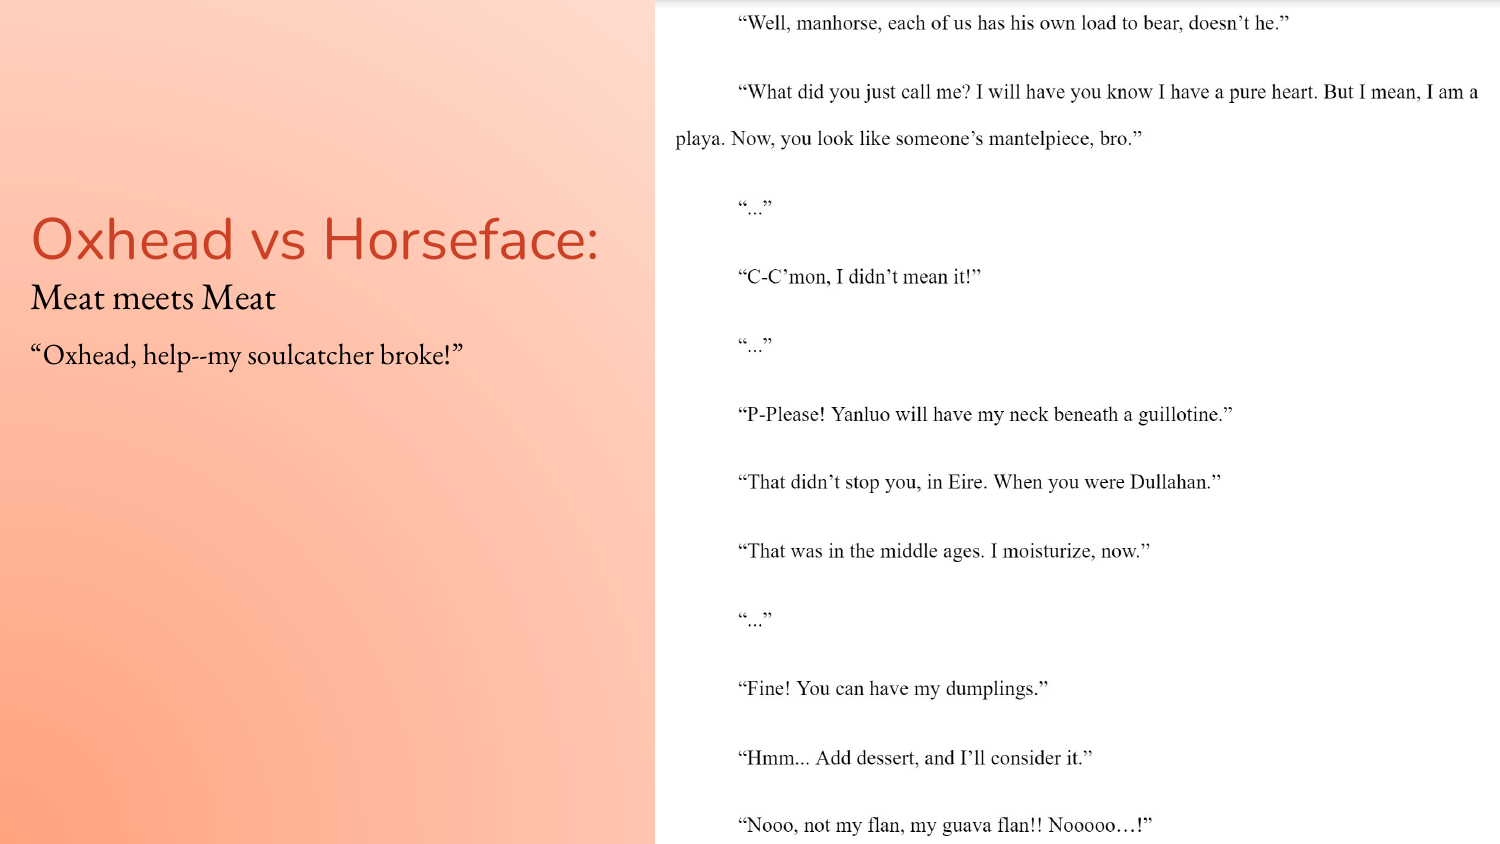 Oxhead vs Horseface:
Meat meets Meat
“Oxhead, help--my soulcatcher broke!”
“Well, manhorse, each of us has his own load to bear, doesn’t he.”
“What did you just call me? I will have you know I have a pure heart. But I mean, I am a
playa. Now, you look like someone’s mantelpiece, bro.”
“...”
“C-C’mon, I didn’t mean it!”
“...”
“P-Please! Yanluo will have my neck beneath a guillotine.”
“That didn’t stop you, in Eire. When you were Dullahan.”
“That was in the middle ages. I moisturize, now.”
“...”
“Fine! You can have my dumplings.”
“Hmm... Add dessert, and I’ll consider it.”
“Nooo, not my flan, my guava flan!! Nooooo…!”